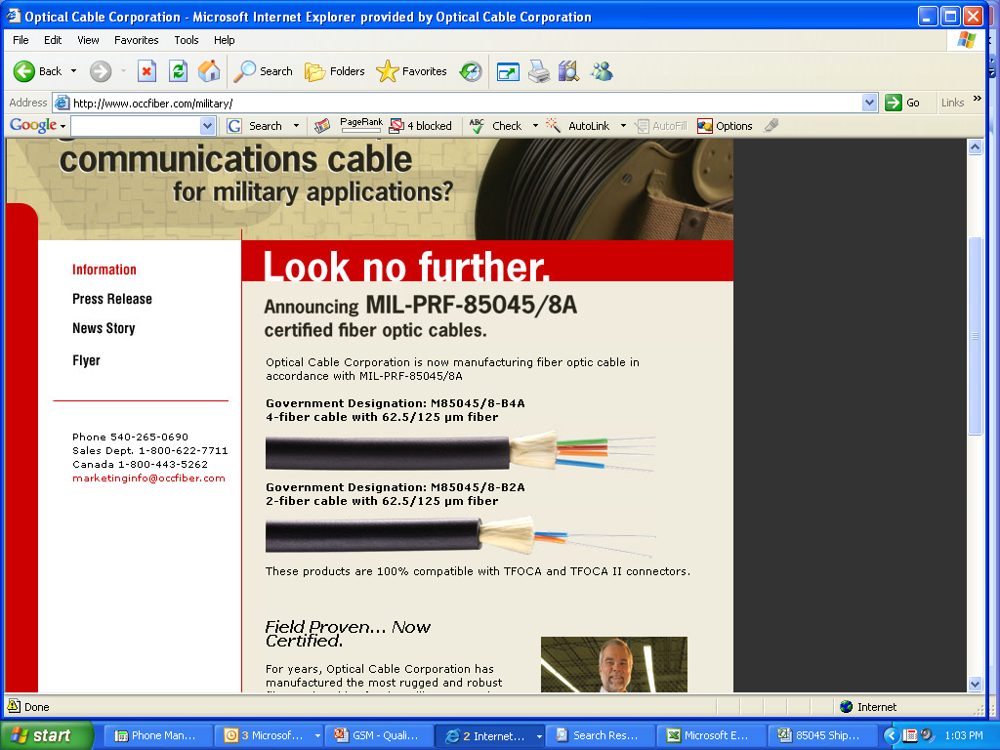 Optical Cable Corporation - Microsoft Internet Explorer provided by Optical Cable Corporation
File Edit View Favorites Tools Help
Back Search Folders Favorites
Address http://www.occfiber.com/military/ Go Links »
Google Search PageRank 4 blocked ABC Check AutoLink AutoFill Options
communications cable
for military applications?
Look no further.
Information
Press Release
News Story
Flyer
Phone 540-265-0690
Sales Dept. 1-800-622-7711
Canada 1-800-443-5262
marketinginfo@occfiber.com
Announcing MIL-PRF-85045/8A
certified fiber optic cables.
Optical Cable Corporation is now manufacturing fiber optic cable in
accordance with MIL-PRF-85045/8A
Government Designation: M85045/8-B4A
4-fiber cable with 62.5/125 µm fiber
Government Designation: M85045/8-B2A
2-fiber cable with 62.5/125 µm fiber
These products are 100% compatible with TFOCA and TFOCA II connectors.
Field Proven... Now
Certified.
For years, Optical Cable Corporation has
manufactured the most rugged and robust
Done Internet
start Phone Man... 3 Microsof... GSM - Quali... 2 Internet... Search Res... Microsoft E... 85045 Ship... 1:03 PM